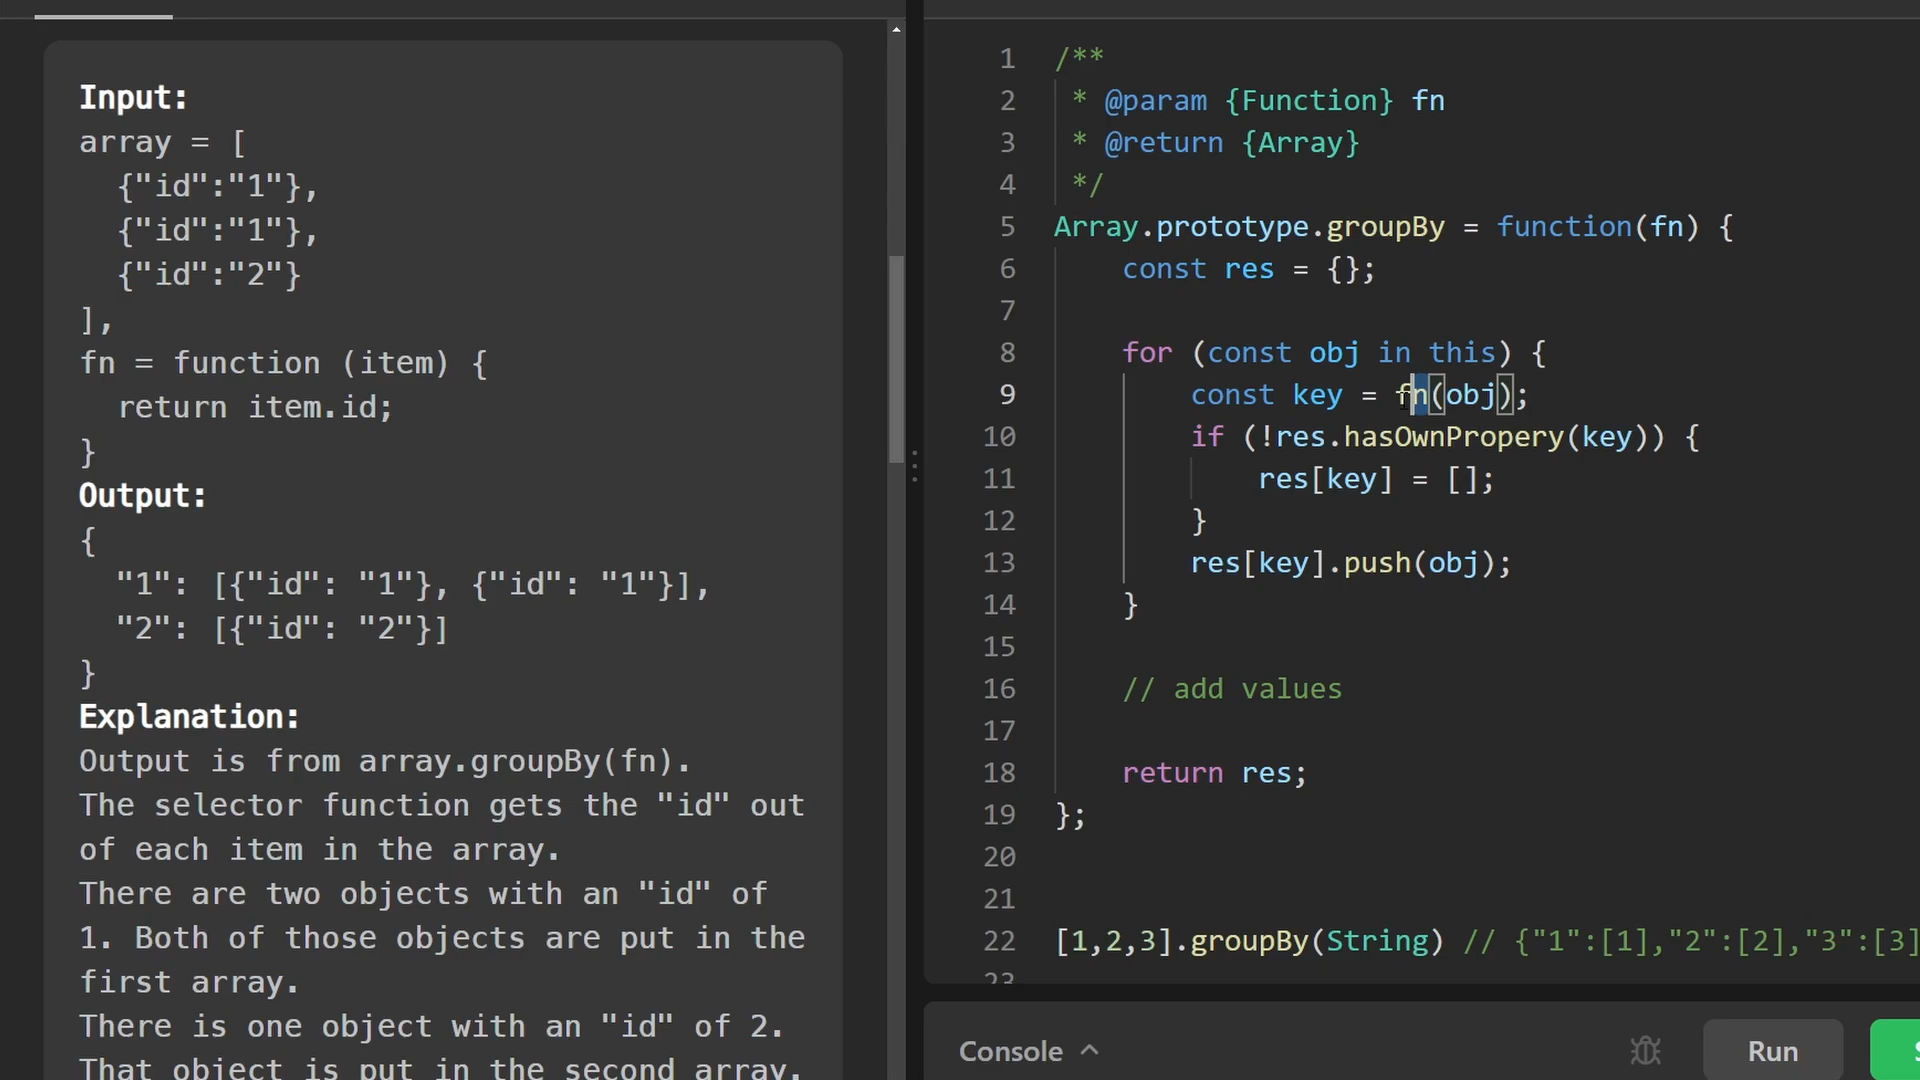 Input:
array = [
{"id":"1"},
{"id":"1"},
{"id":"2"}
],
fn = function (item) {
return item.id;
}
Output:
{
"1": [{"id": "1"}, {"id": "1"}],
"2": [{"id": "2"}]
}
Explanation:
Output is from array.groupBy(fn).
The selector function gets the "id" out
of each item in the array.
There are two objects with an "id" of
1. Both of those objects are put in the
first array.
There is one object with an "id" of 2.
That object is put in the second array.
1 /**
2 * @param {Function} fn
3 * @return {Array}
4 */
5 Array.prototype.groupBy = function(fn) {
6 const res = {};
7
8 for (const obj in this) {
9 const key = fn(obj);
10 if (!res.hasOwnPropery(key)) {
11 res[key] = [];
12 }
13 res[key].push(obj);
14 }
15
16 // add values
17
18 return res;
19 };
20
21
22 [1,2,3].groupBy(String) // {"1":[1],"2":[2],"3":[3]
23
Console
Run